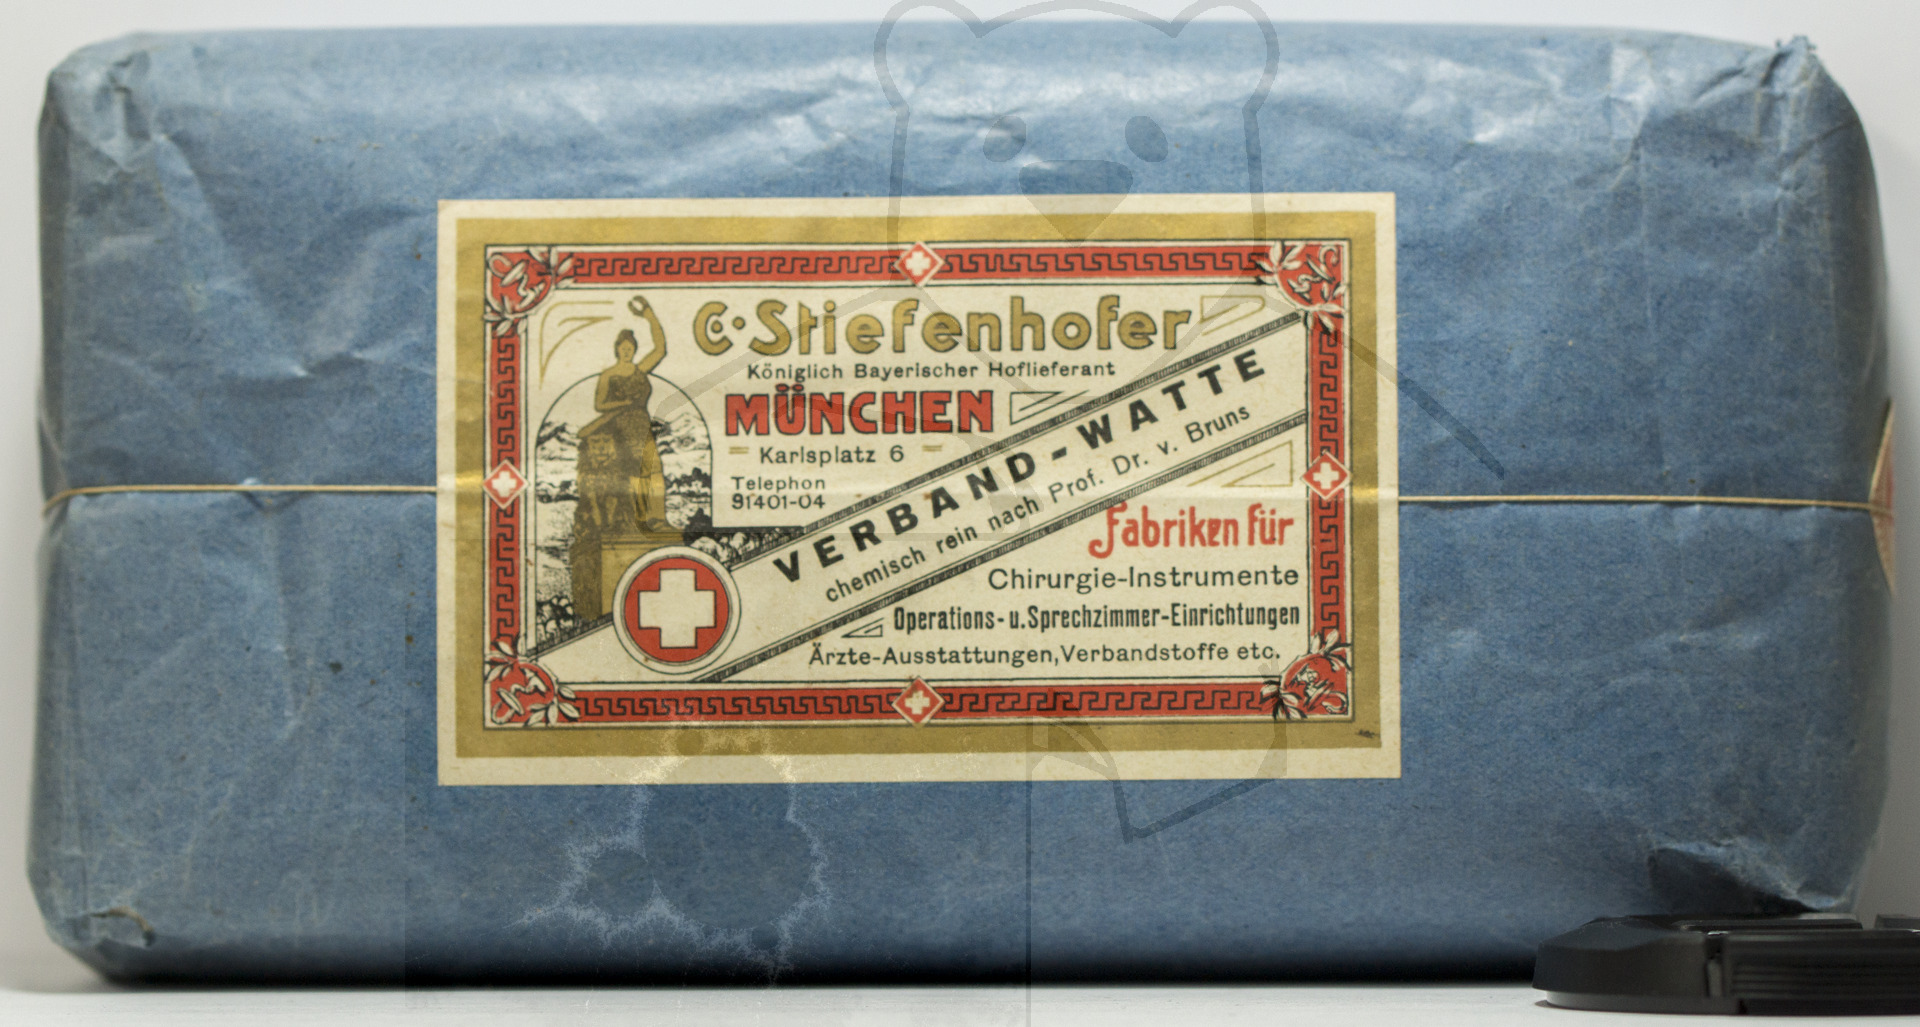 C. Stiefenhofer
Königlich Bayerischer Hoflieferant
MÜNCHEN
Karlsplatz 6
Telephon
91401-04
VERBAND-WATTE
chemisch rein nach Prof. Dr. v. Bruns
Fabriken für
Chirurgie-Instrumente
Operations- u. Sprechzimmer-Einrichtungen
Ärzte-Ausstattungen, Verbandstoffe etc.